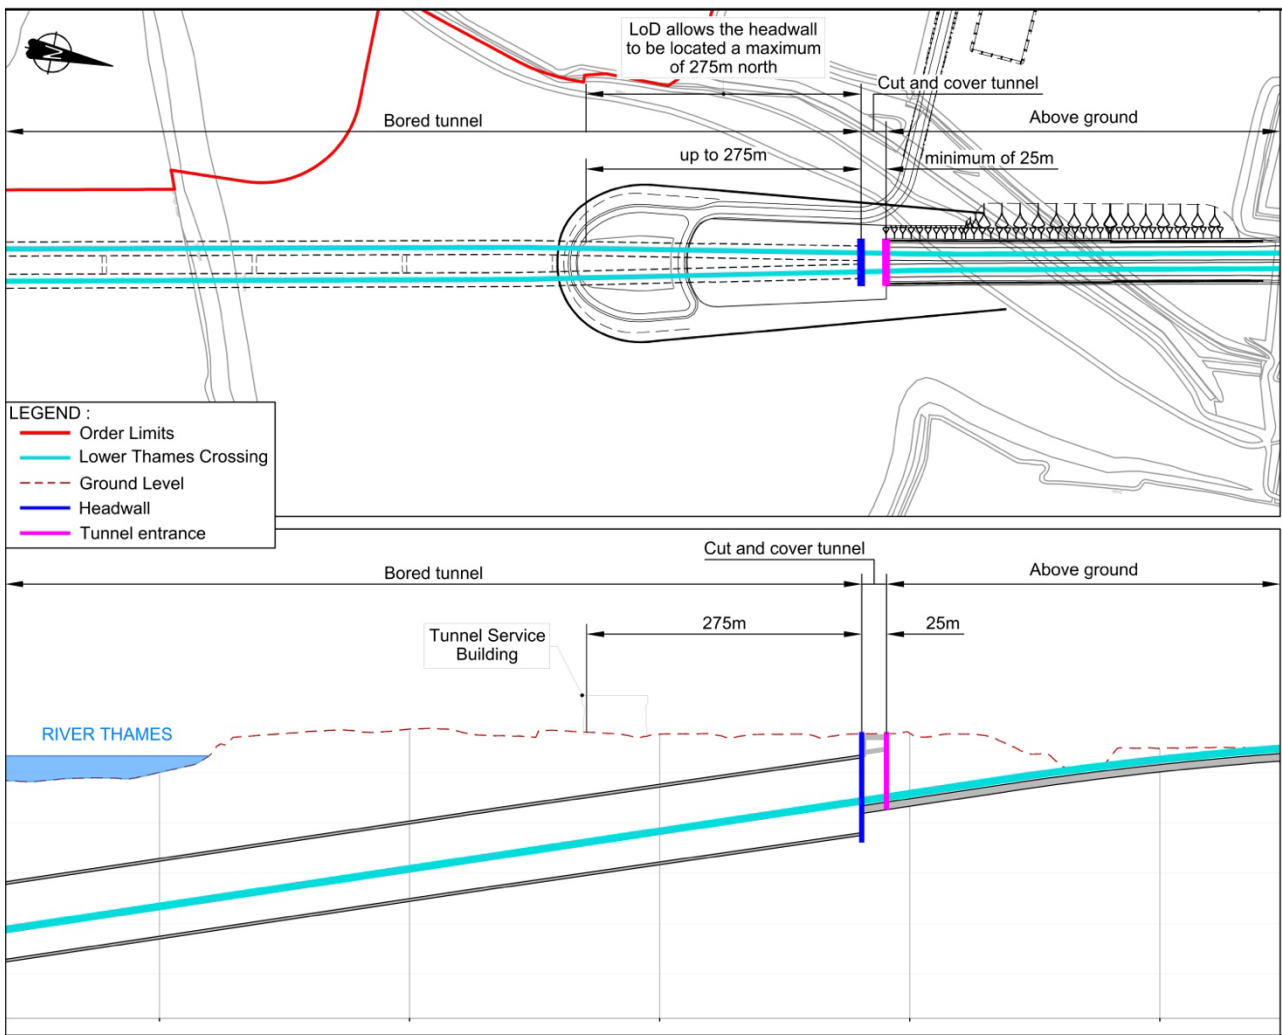 LoD allows the headwall
to be located a maximum
of 275m north
N
Cut and cover tunnel
Bored tunnel
Above ground
up to 275m
minimum of 25m
LEGEND :
Order Limits
Lower Thames Crossing
Ground Level
Headwall
Tunnel entrance
Cut and cover tunnel
Bored tunnel
Above ground
275m
25m
Tunnel Service
Building
RIVER THAMES